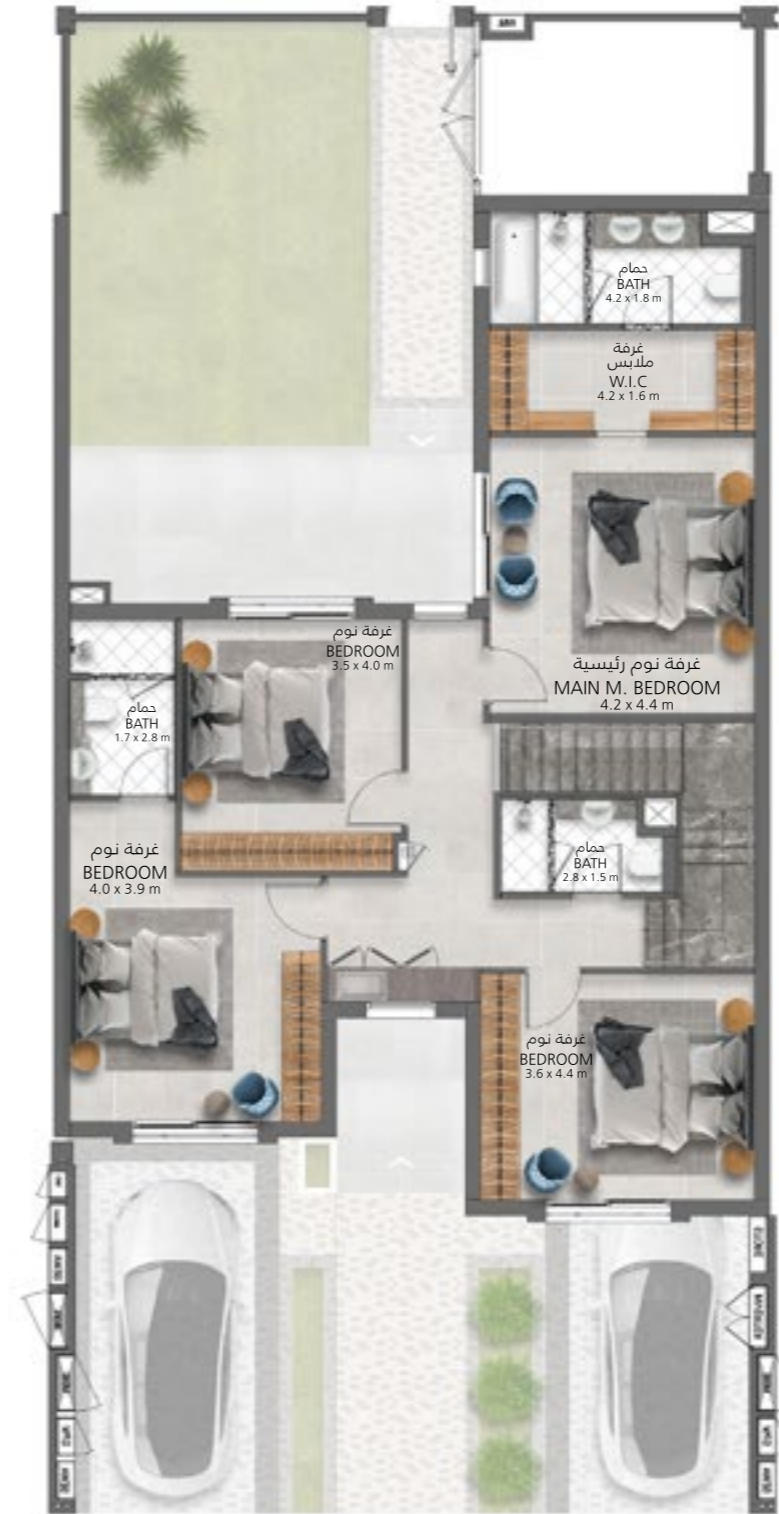 حمام
BATH
4.2 x 1.8 m
غرفة
ملابس
W.I.C
4.2 x 1.6 m
غرفة نوم رئيسية
MAIN M. BEDROOM
4.2 x 4.4 m
غرفة نوم
BEDROOM
3.5 x 4.0 m
حمام
BATH
1.7 x 2.8 m
غرفة نوم
BEDROOM
4.0 x 3.9 m
حمام
BATH
2.8 x 1.5 m
غرفة نوم
BEDROOM
3.6 x 4.4 m